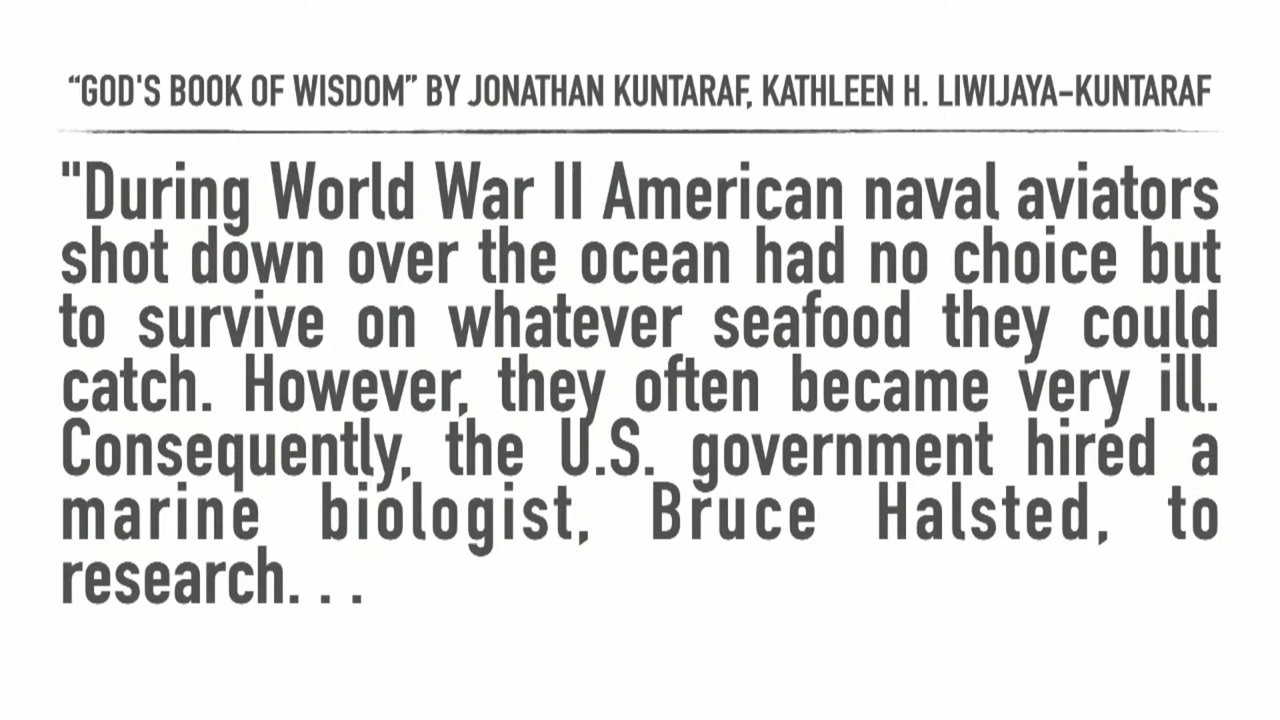 “GOD'S BOOK OF WISDOM” BY JONATHAN KUNTARAF, KATHLEEN H. LIWIJAYA-KUNTARAF
"During World War II American naval aviators
shot down over the ocean had no choice but
to survive on whatever seafood they could
catch. However, they often became very ill.
Consequently, the U.S. government hired a
marine biologist, Bruce Halsted, to
research. . .